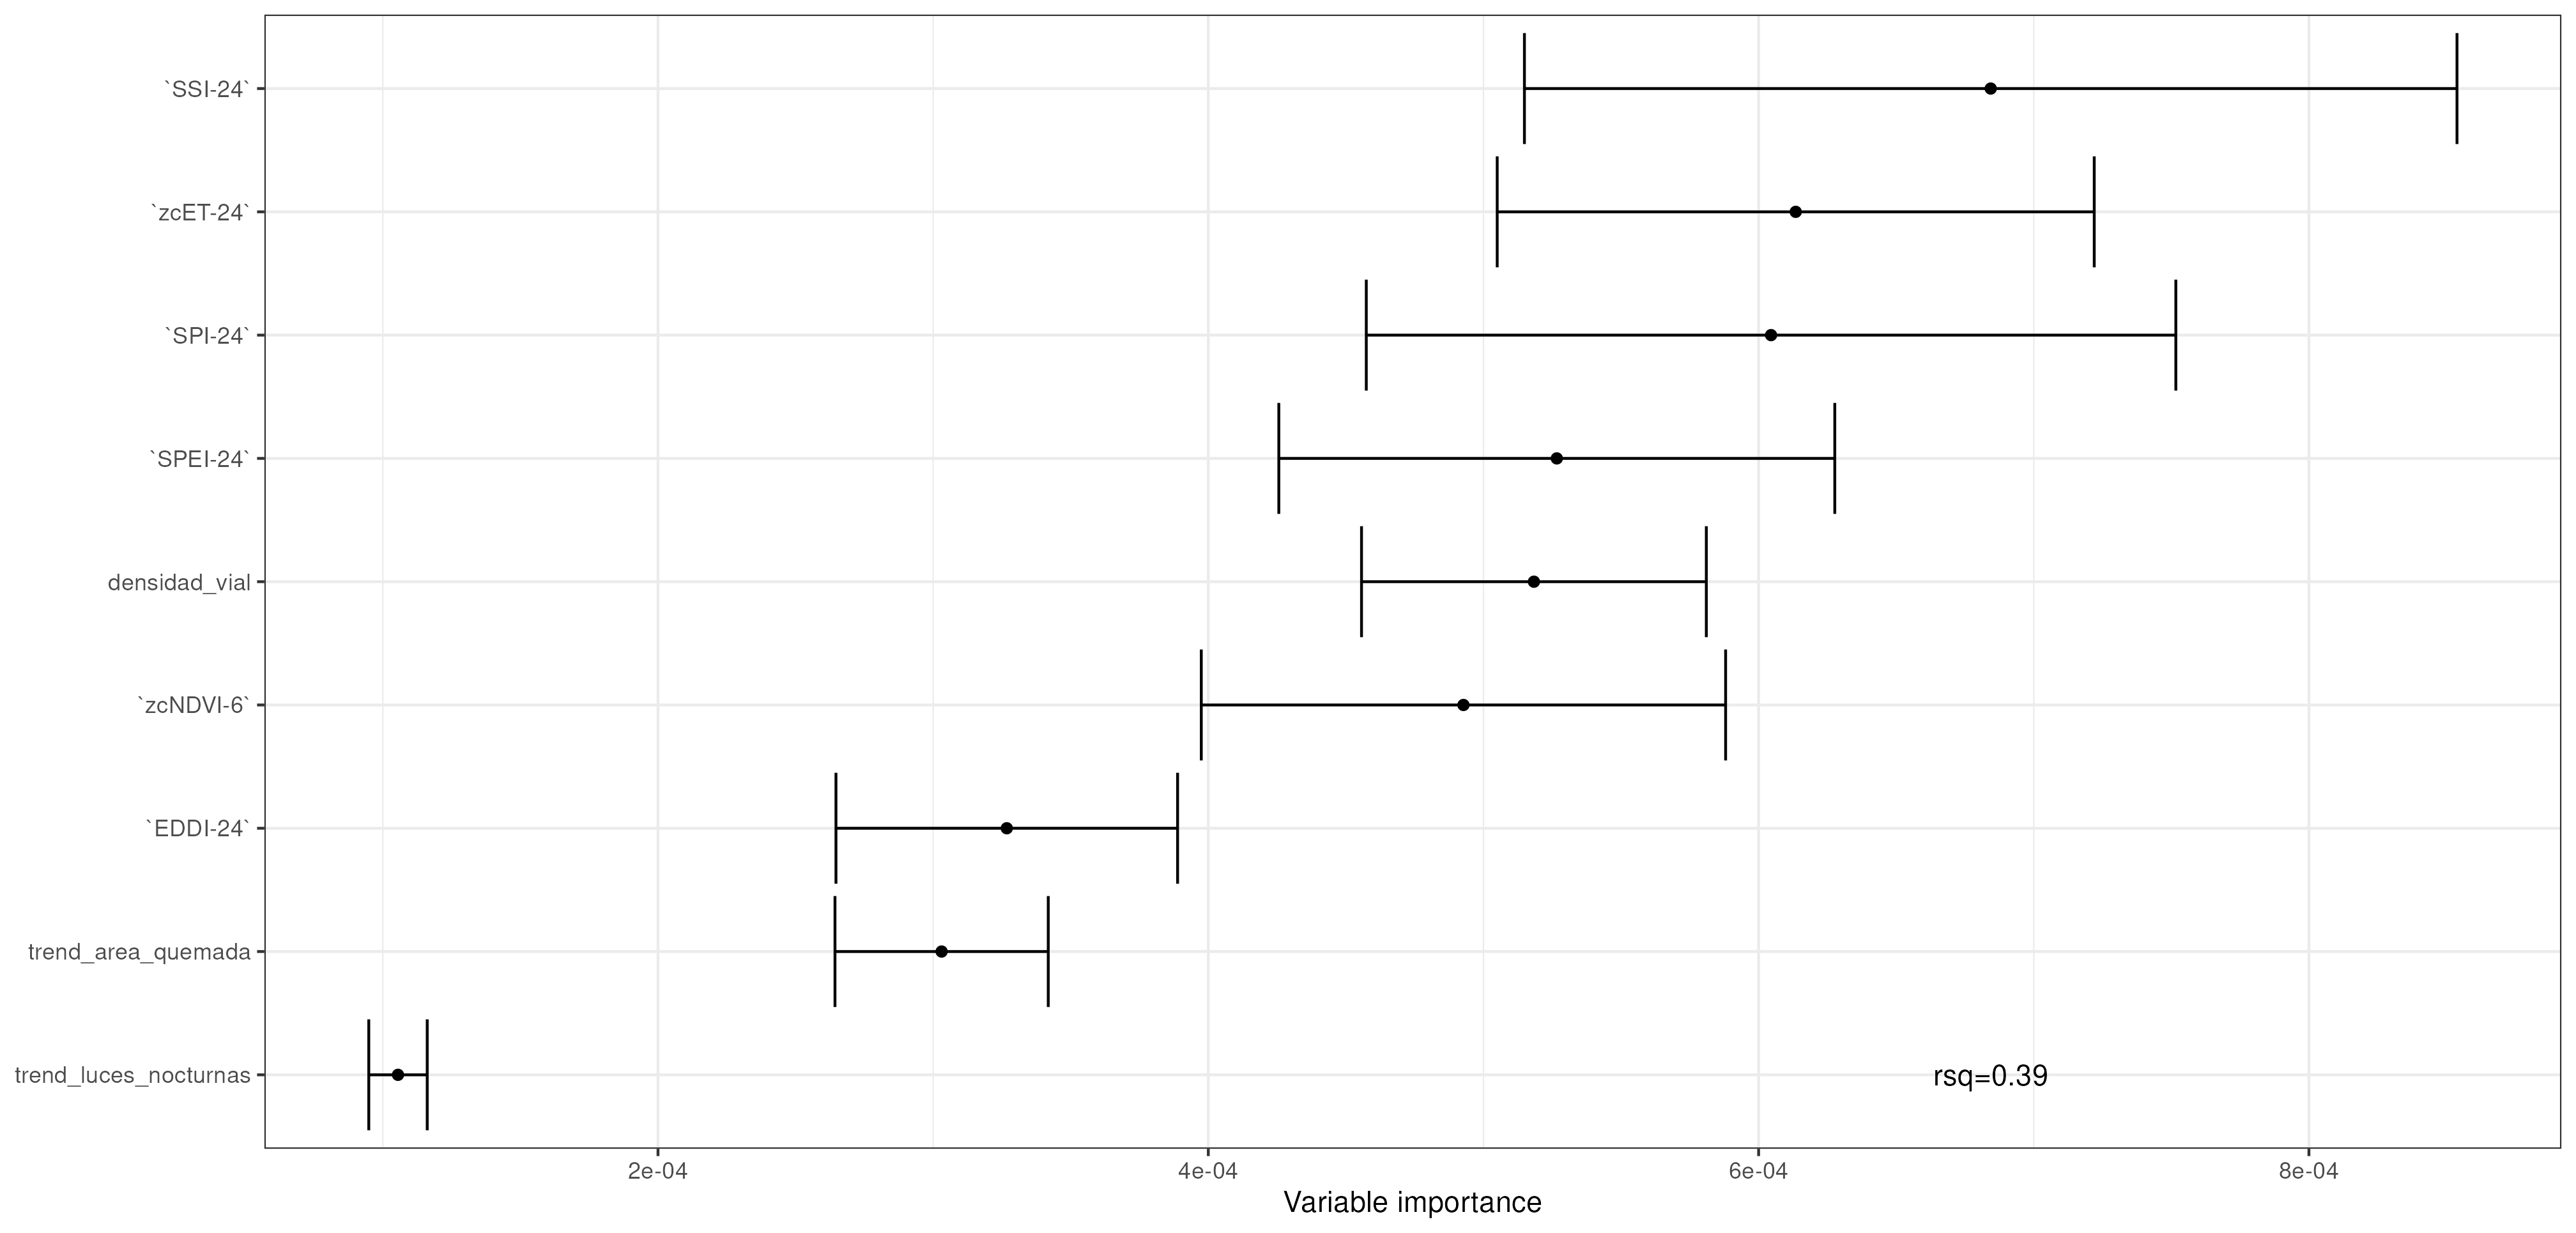 `SSI-24`
`zcET-24`
`SPI-24`
`SPEI-24`
densidad_vial
`zcNDVI-6`
`EDDI-24`
trend_area_quemada
trend_luces_nocturnas
rsq=0.39
2e-04 4e-04 6e-04 8e-04
Variable importance